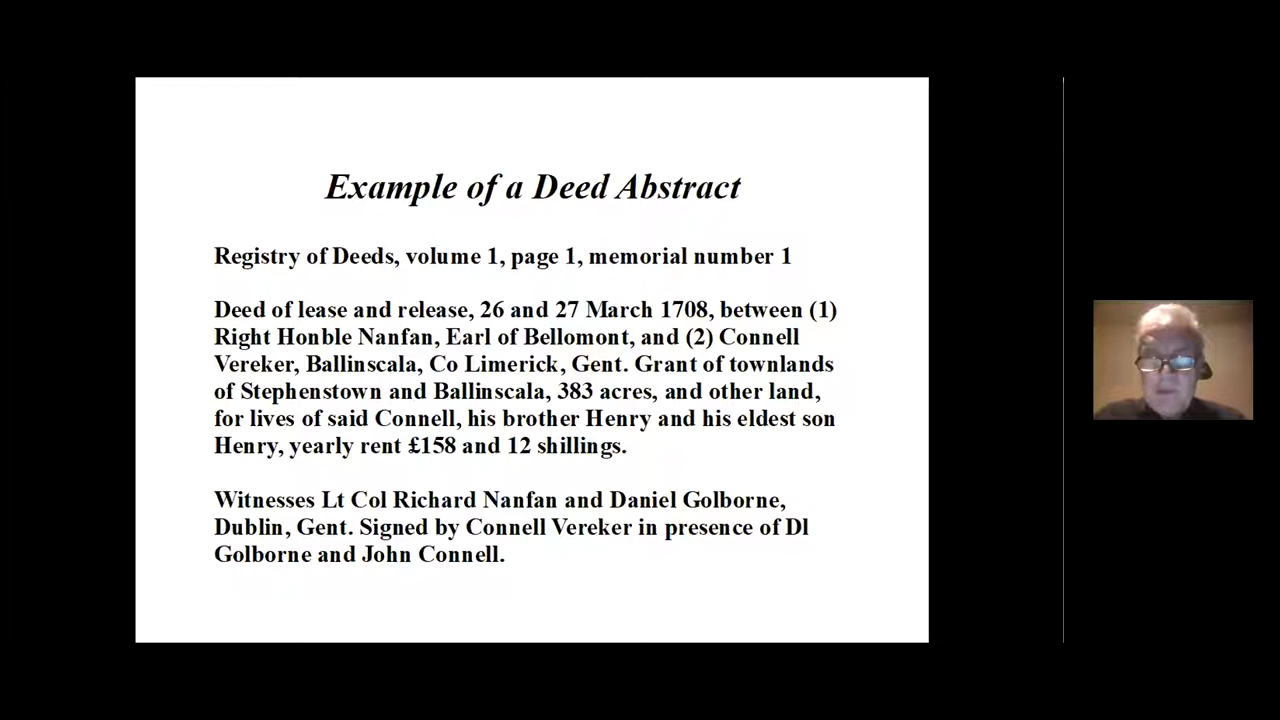 Example of a Deed Abstract
Registry of Deeds, volume 1, page 1, memorial number 1
Deed of lease and release, 26 and 27 March 1708, between (1)
Right Honble Nanfan, Earl of Bellomont, and (2) Connell
Vereker, Ballinscala, Co Limerick, Gent. Grant of townlands
of Stephenstown and Ballinscala, 383 acres, and other land,
for lives of said Connell, his brother Henry and his eldest son
Henry, yearly rent £158 and 12 shillings.
Witnesses Lt Col Richard Nanfan and Daniel Golborne,
Dublin, Gent. Signed by Connell Vereker in presence of Dl
Golborne and John Connell.